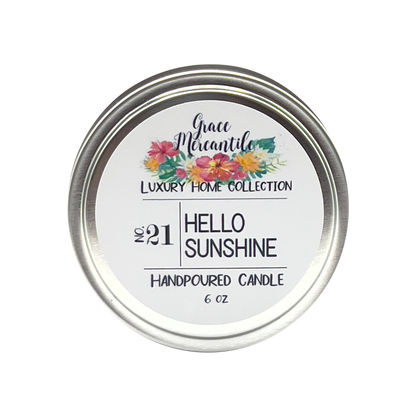 Grace
Mercantile
LUXURY HOME COLLECTION
NO. 21
HELLO
SUNSHINE
HANDPOURED CANDLE
6 OZ